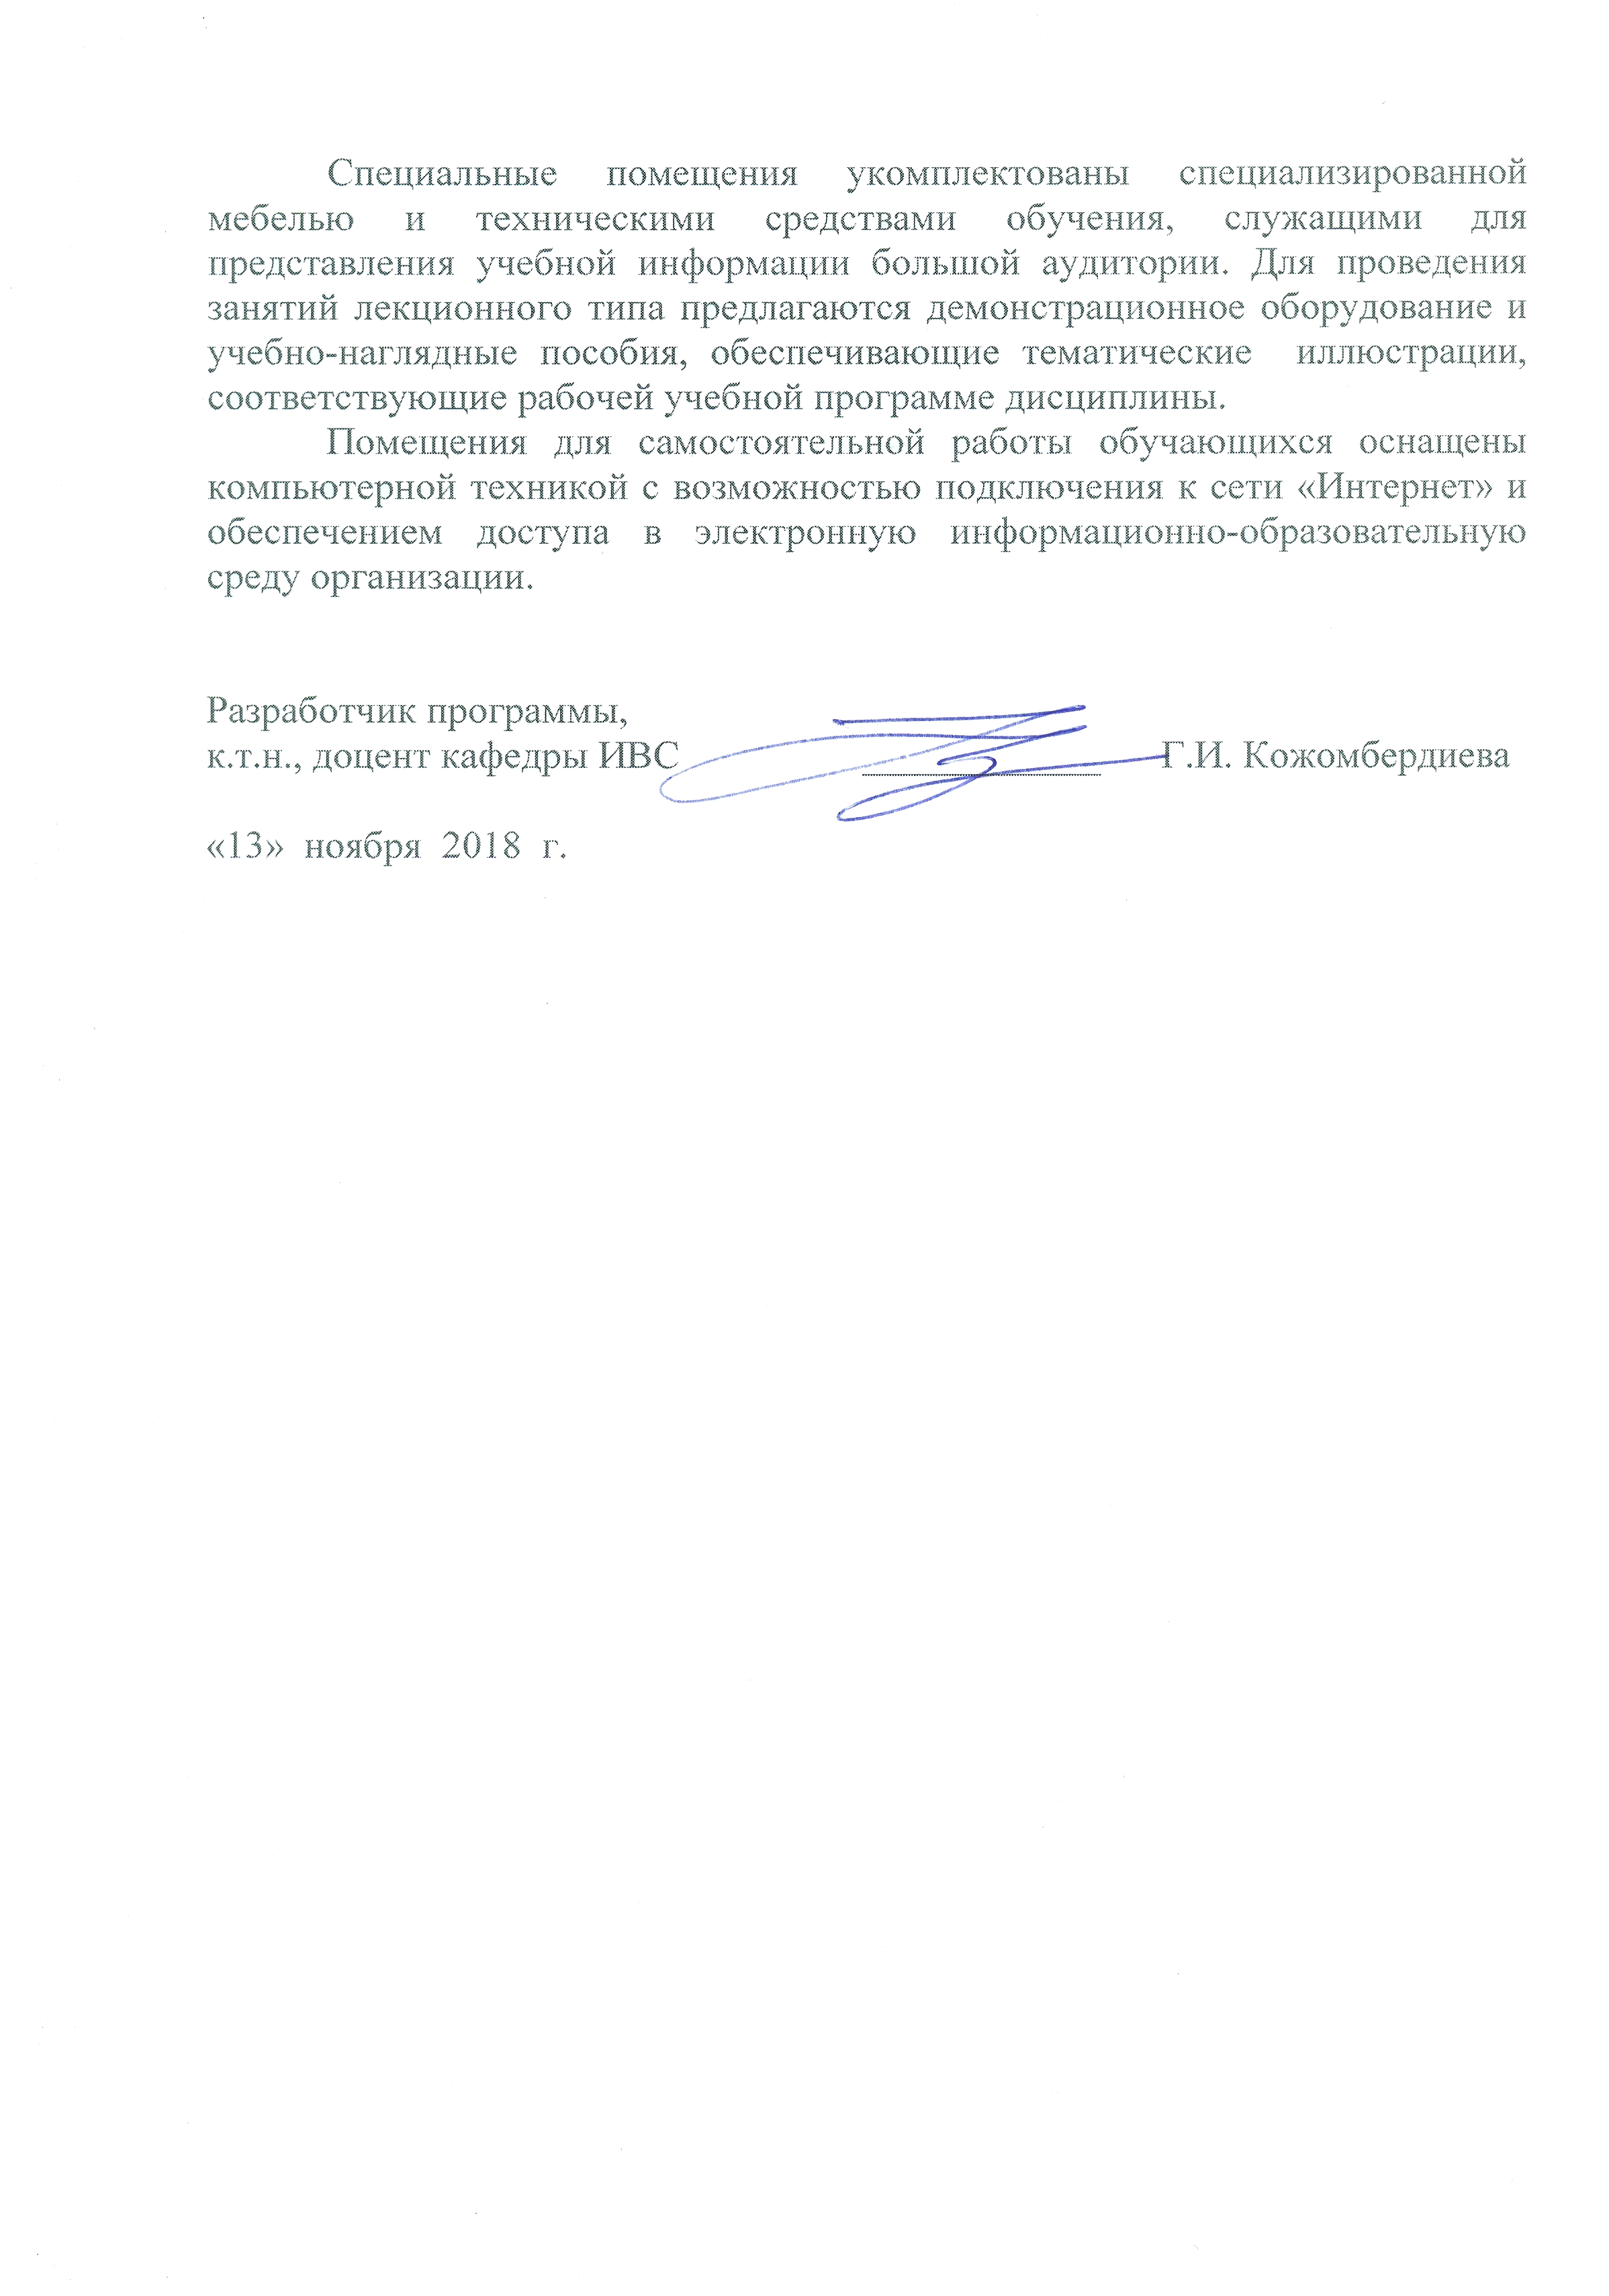 Специальные помещения укомплектованы специализированной
мебелью и техническими средствами обучения, служащими для
представления учебной информации большой аудитории. Для проведения
занятий лекционного типа предлагаются демонстрационное оборудование и
учебно-наглядные пособия, обеспечивающие тематические иллюстрации,
соответствующие рабочей учебной программе дисциплины.
Помещения для самостоятельной работы обучающихся оснащены
компьютерной техникой с возможностью подключения к сети «Интернет» и
обеспечением доступа в электронную информационно-образовательную
среду организации.
Разработчик программы,
к.т.н., доцент кафедры ИВС Г.И. Кожомбердиева
«13» ноября 2018 г.